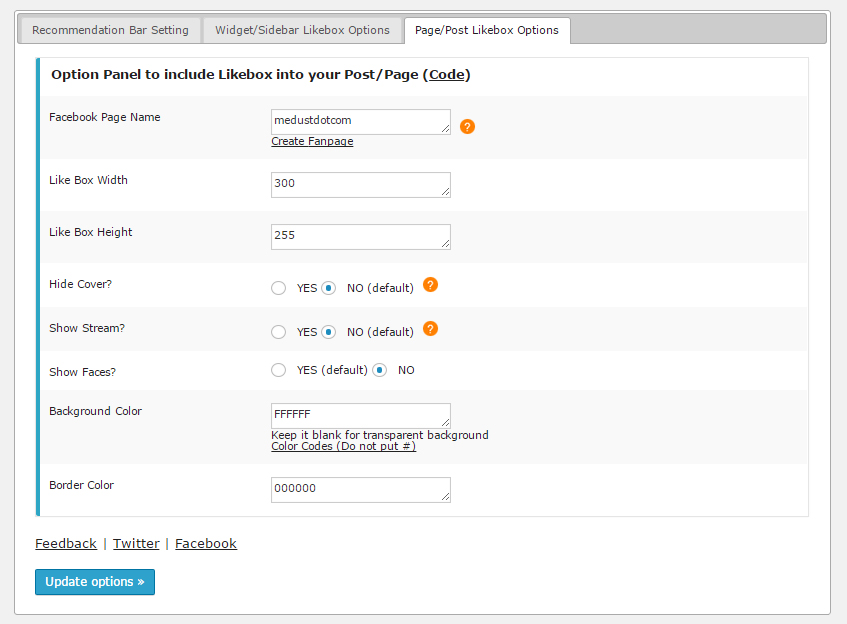 Recommendation Bar Setting Widget/Sidebar Likebox Options Page/Post Likebox Options
Option Panel to include Likebox into your Post/Page (Code)
Facebook Page Name medustdotcom ?
Create Fanpage
Like Box Width 300
Like Box Height 255
Hide Cover? YES NO (default) ?
Show Stream? YES NO (default) ?
Show Faces? YES (default) NO
Background Color FFFFFF
Keep it blank for transparent background
Color Codes (Do not put #)
Border Color 000000
Feedback | Twitter | Facebook
Update options »